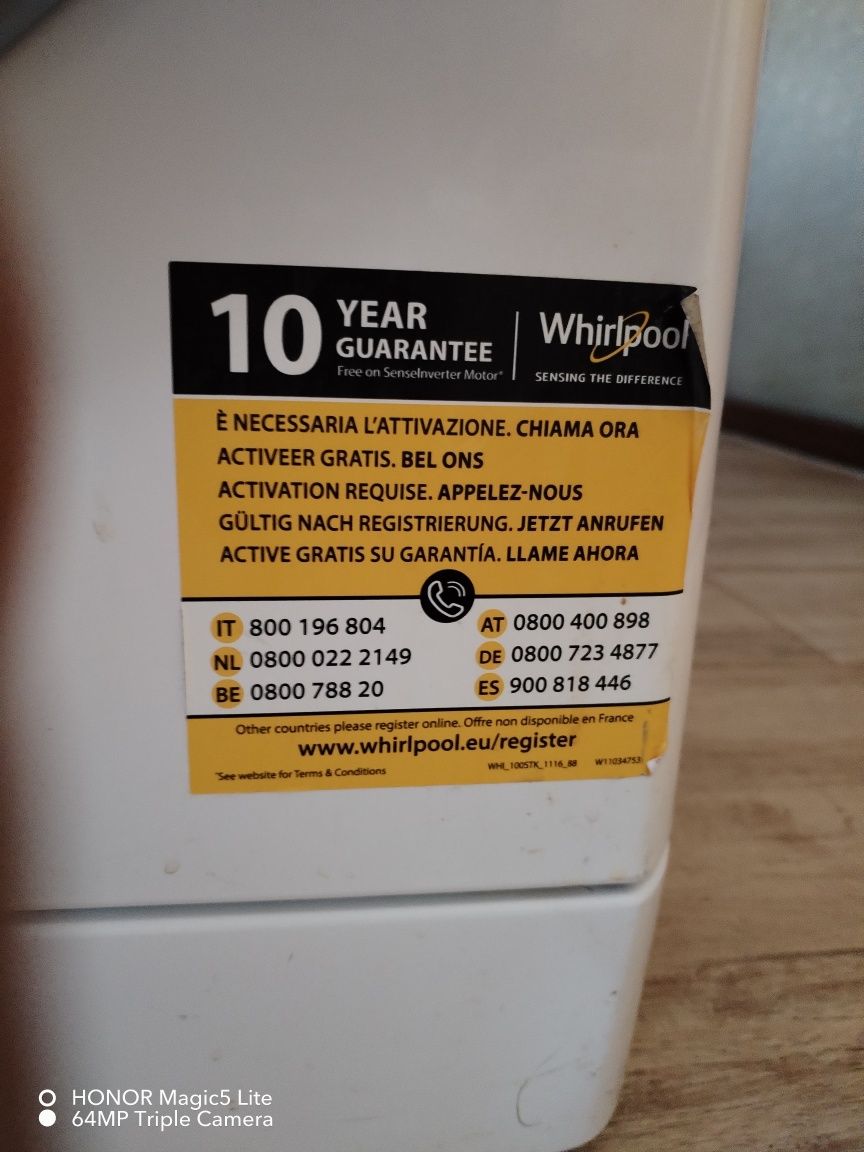 10 YEAR GUARANTEE
Free on SenseInverter Motor*
Whirlpool
SENSING THE DIFFERENCE
È NECESSARIA L'ATTIVAZIONE. CHIAMA ORA
ACTIVEER GRATIS. BEL ONS
ACTIVATION REQUISE. APPELEZ-NOUS
GÜLTIG NACH REGISTRIERUNG. JETZT ANRUFEN
ACTIVE GRATIS SU GARANTÍA. LLAME AHORA
IT 800 196 804
NL 0800 022 2149
BE 0800 788 20
AT 0800 400 898
DE 0800 723 4877
ES 900 818 446
Other countries please register online. Offre non disponible en France
www.whirlpool.eu/register
*See website for Terms & Conditions
WHI_100STK_1116_88 W11034753
HONOR Magic5 Lite
64MP Triple Camera